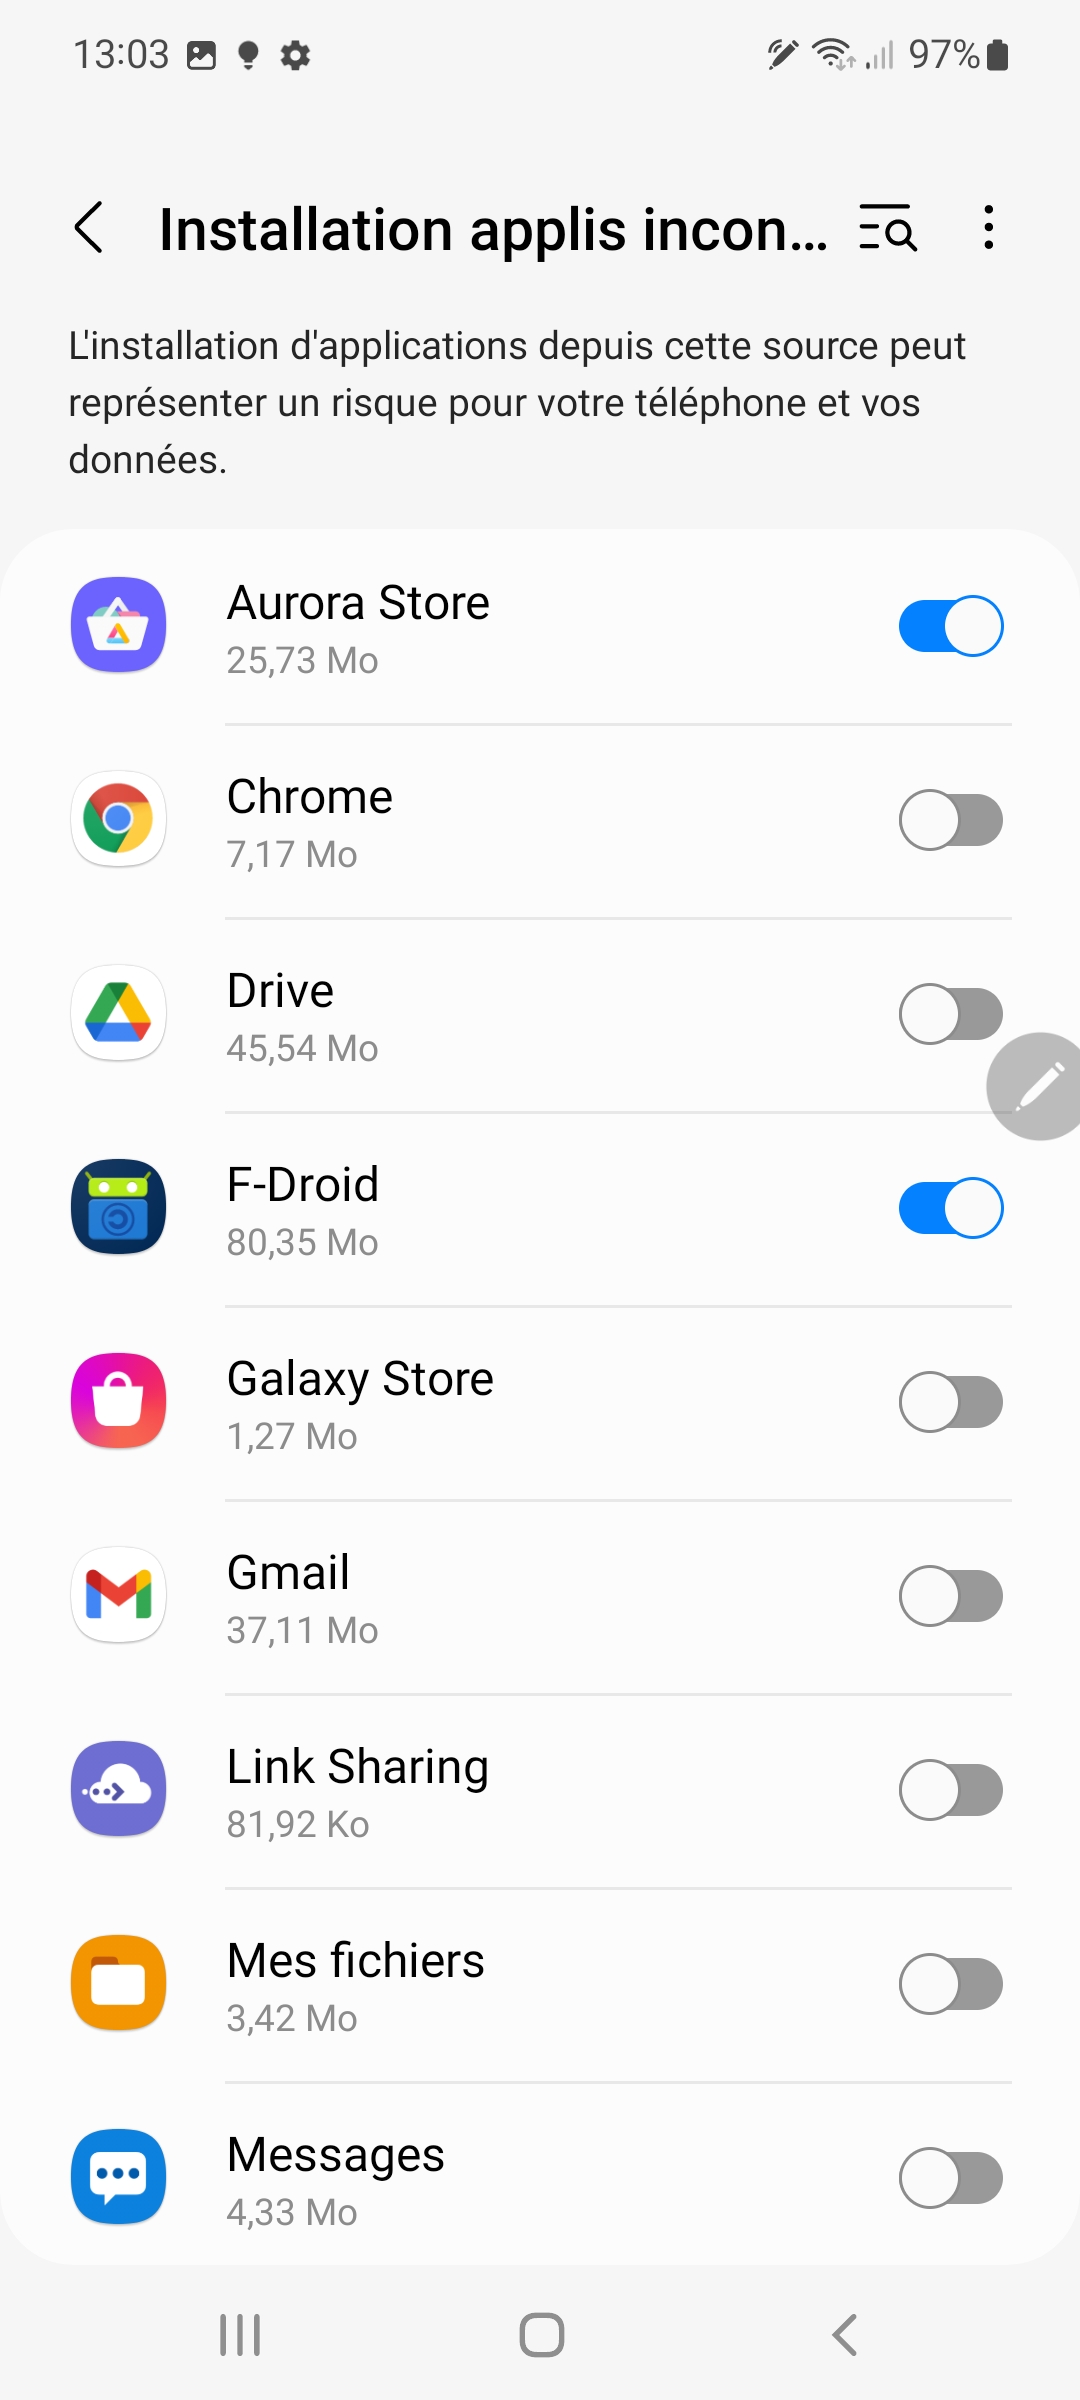 13:03
97%
Installation applis incon...
L'installation d'applications depuis cette source peut
représenter un risque pour votre téléphone et vos
données.
Aurora Store
25,73 Mo
Chrome
7,17 Mo
Drive
45,54 Mo
F-Droid
80,35 Mo
Galaxy Store
1,27 Mo
Gmail
37,11 Mo
Link Sharing
81,92 Ko
Mes fichiers
3,42 Mo
Messages
4,33 Mo